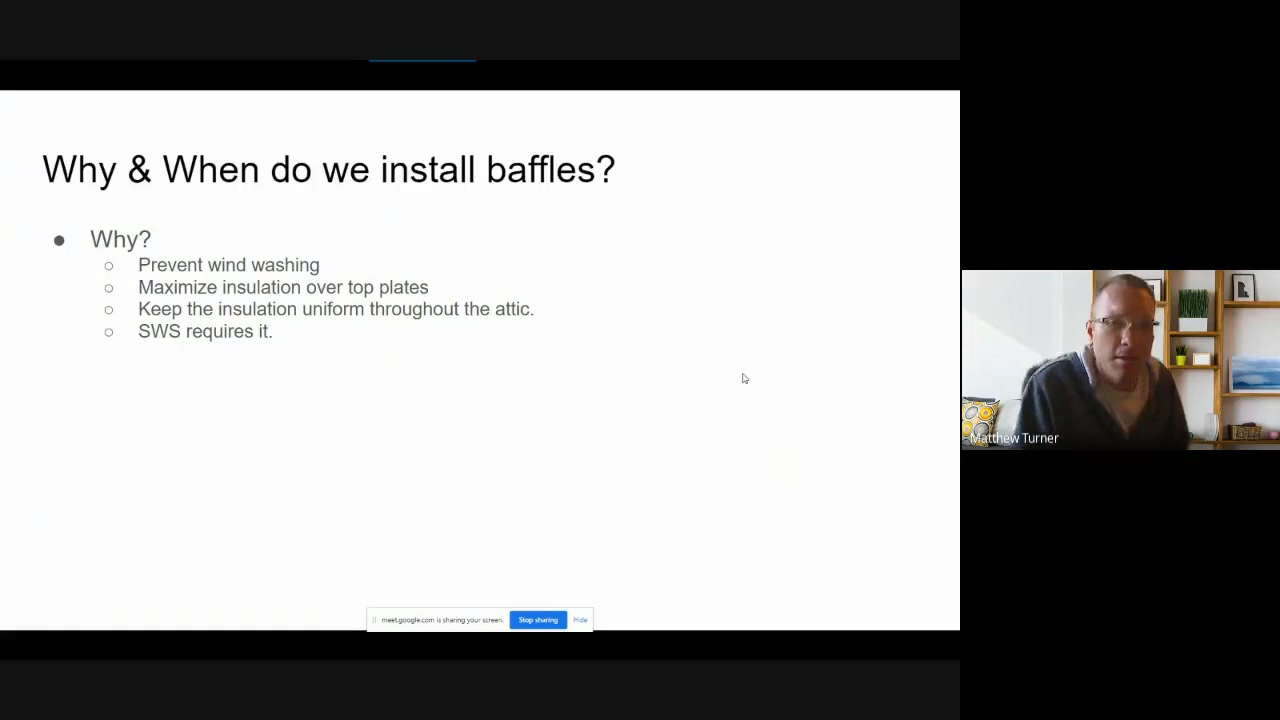 Why & When do we install baffles?
● Why?
○ Prevent wind washing
○ Maximize insulation over top plates
○ Keep the insulation uniform throughout the attic.
○ SWS requires it.
Matthew Turner
meet.google.com is sharing your screen. Stop sharing Hide